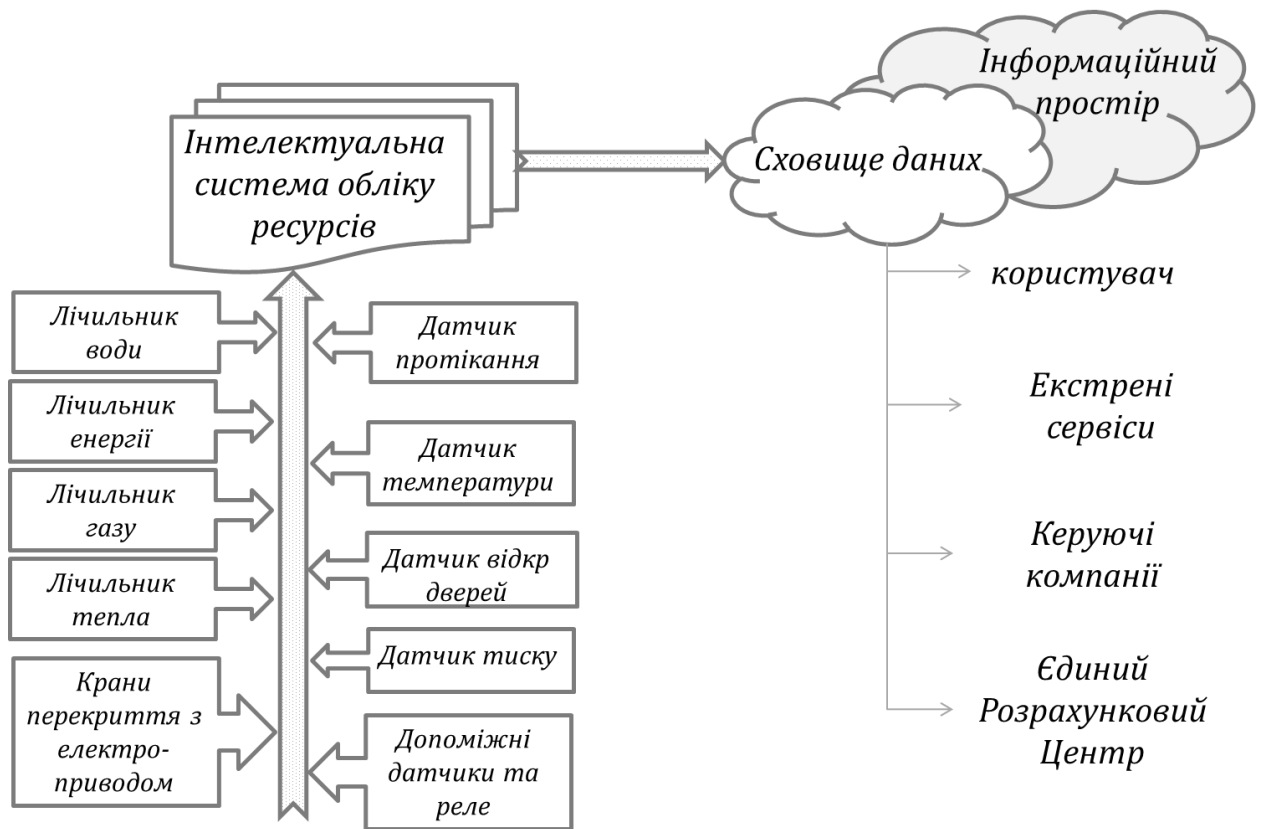 Інформаційний
простір
Сховище даних
Інтелектуальна
система обліку
ресурсів
Лічильник
води
Лічильник
енергії
Лічильник
газу
Лічильник
тепла
Крани
перекриття з
електро-
приводом
Датчик
протікання
Датчик
температури
Датчик відкр
дверей
Датчик тиску
Допоміжні
датчики та
реле
користувач
Екстрені
сервіси
Керуючі
компанії
Єдиний
Розрахунковий
Центр